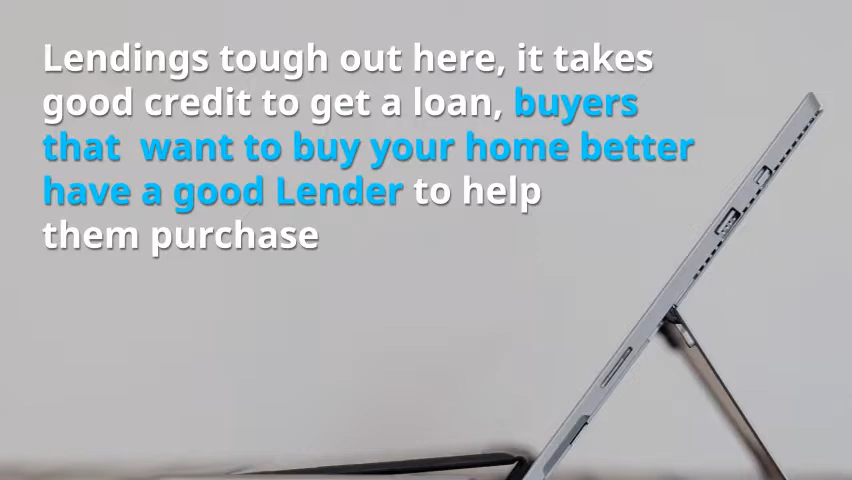 Lendings tough out here, it takes
good credit to get a loan, buyers
that  want to buy your home better
have a good Lender to help
them purchase